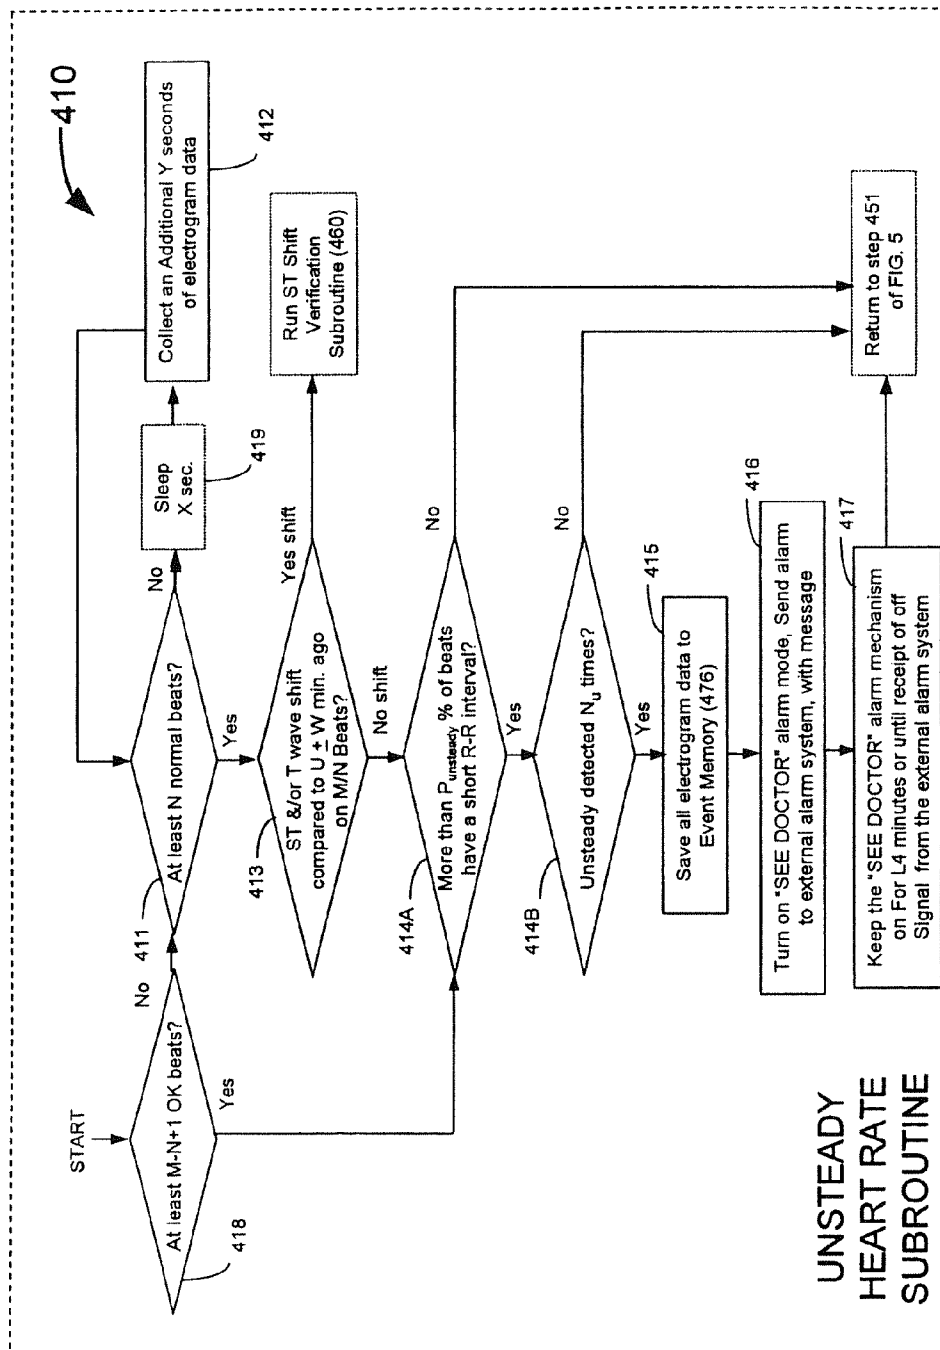 410
START
At least M-N+1 OK beats?
418
No
Yes
At least N normal beats?
411
No
Yes
Sleep
X sec.
419
Collect an Additional Y seconds
of electrogram data
412
ST &/or T wave shift
compared to U ± W min. ago
on M/N Beats?
413
Yes shift
No shift
Run ST Shift
Verification
Subroutine (460)
More than Punsteady % of beats
have a short R-R interval?
414A
No
Yes
Unsteady detected Nu times?
414B
No
Yes
Save all electrogram data to
Event Memory (476)
415
Turn on "SEE DOCTOR" alarm mode, Send alarm
to external alarm system, with message
416
Keep the "SEE DOCTOR" alarm mechanism
on For L4 minutes or until receipt of off
Signal from the external alarm system
417
Return to step 451
of FIG. 5
UNSTEADY
HEART RATE
SUBROUTINE